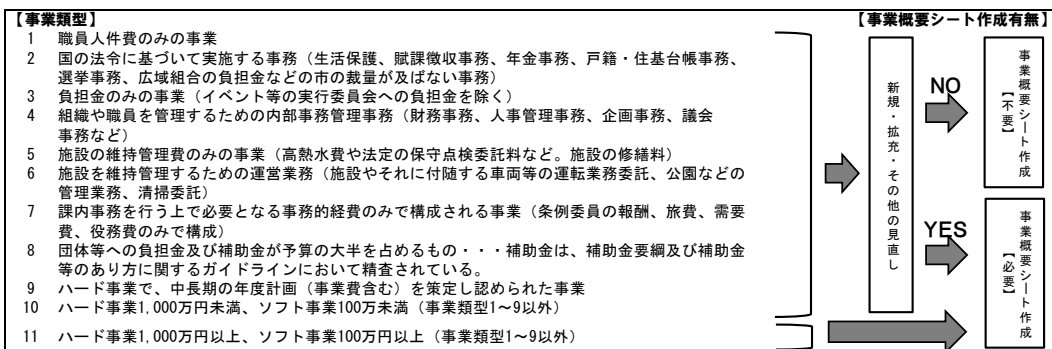 【事業類型】
【事業概要シート作成有無】
1 職員人件費のみの事業
2 国の法令に基づいて実施する事務（生活保護、賦課徴収事務、年金事務、戸籍・住基台帳事務、
選挙事務、広域組合の負担金などの市の裁量が及ばない事務）
3 負担金のみの事業（イベント等の実行委員会への負担金を除く）
4 組織や職員を管理するための内部事務管理事務（財務事務、人事管理事務、企画事務、議会
事務など）
5 施設の維持管理費のみの事業（高熱水費や法定の保守点検委託料など。施設の修繕料）
6 施設を維持管理するための運営業務（施設やそれに付随する車両等の運転業務委託、公園などの
管理業務、清掃委託）
7 課内事務を行う上で必要となる事務的経費のみで構成される事業（条例委員の報酬、旅費、需要
費、役務費のみで構成）
8 団体等への負担金及び補助金が予算の大半を占めるもの・・・補助金は、補助金要綱及び補助金
等のあり方に関するガイドラインにおいて精査されている。
9 ハード事業で、中長期の年度計画（事業費含む）を策定し認められた事業
10 ハード事業1,000万円未満、ソフト事業100万未満（事業類型1～9以外）
11 ハード事業1,000万円以上、ソフト事業100万円以上（事業類型1～9以外）
新規・拡充・その他の見直し
NO
事業概要シート作成
【不要】
YES
事業概要シート作成
【必要】